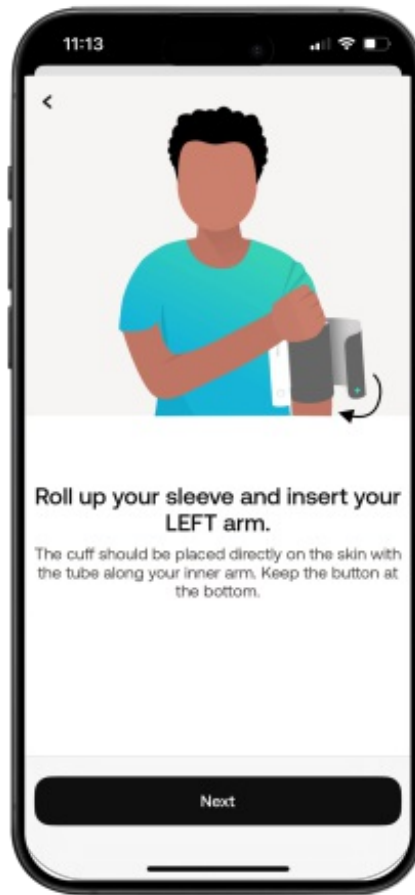 11:13
Roll up your sleeve and insert your
LEFT arm.
The cuff should be placed directly on the skin with
the tube along your inner arm. Keep the button at
the bottom.
Next